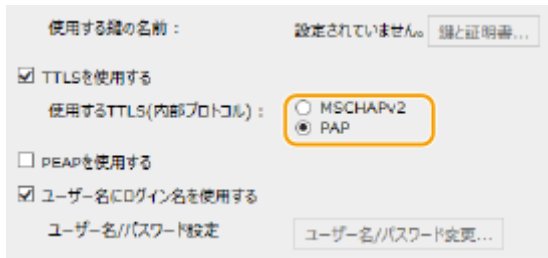 使用する鍵の名前： 設定されていません。 鍵と証明書...
TTLSを使用する
使用するTTLS(内部プロトコル)： MSCHAPv2
PAP
PEAPを使用する
ユーザー名にログイン名を使用する
ユーザー名/パスワード設定 ユーザー名/パスワード変更...